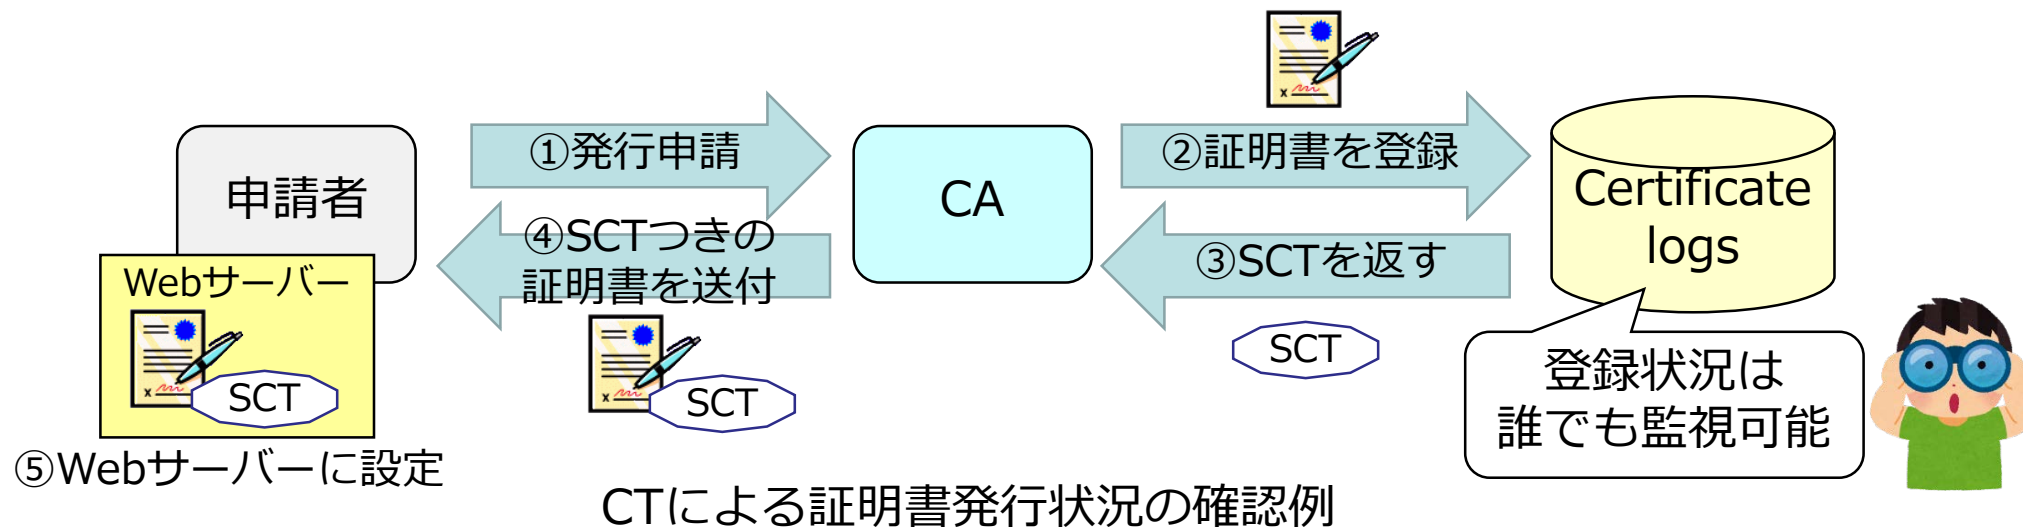 申請者
①発行申請
CA
②証明書を登録
Certificate
logs
③SCTを返す
SCT
④SCTつきの
証明書を送付
SCT
Webサーバー
SCT
⑤Webサーバーに設定
登録状況は
誰でも監視可能
CTによる証明書発行状況の確認例